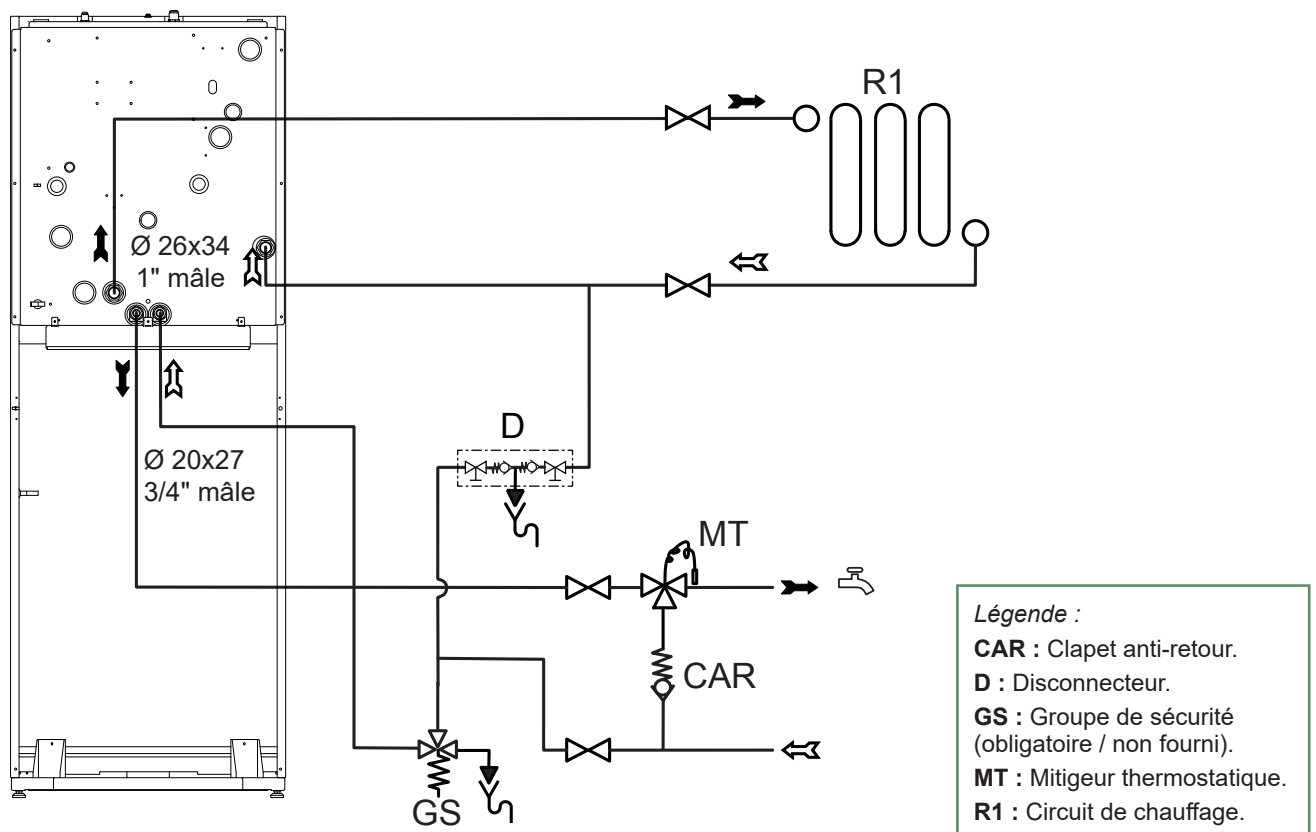 R1
Ø 26x34
1" mâle
D
Ø 20x27
3/4" mâle
MT
CAR
GS
Légende :
CAR : Clapet anti-retour.
D : Disconnecteur.
GS : Groupe de sécurité
(obligatoire / non fourni).
MT : Mitigeur thermostatique.
R1 : Circuit de chauffage.